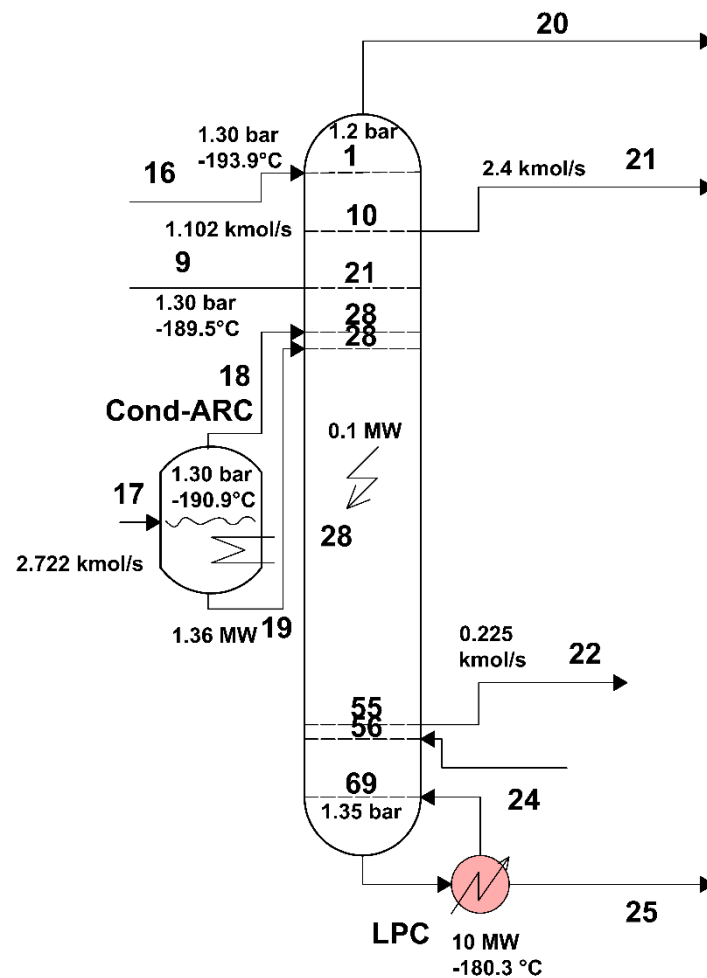 20
1.2 bar
1.30 bar
-193.9°C
1
16
2.4 kmol/s
21
10
1.102 kmol/s
9
21
1.30 bar
-189.5°C
28
28
18
Cond-ARC
0.1 MW
1.30 bar
-190.9°C
17
28
2.722 kmol/s
1.36 MW
19
0.225
kmol/s
22
55
56
69
24
1.35 bar
25
LPC
10 MW
-180.3 °C